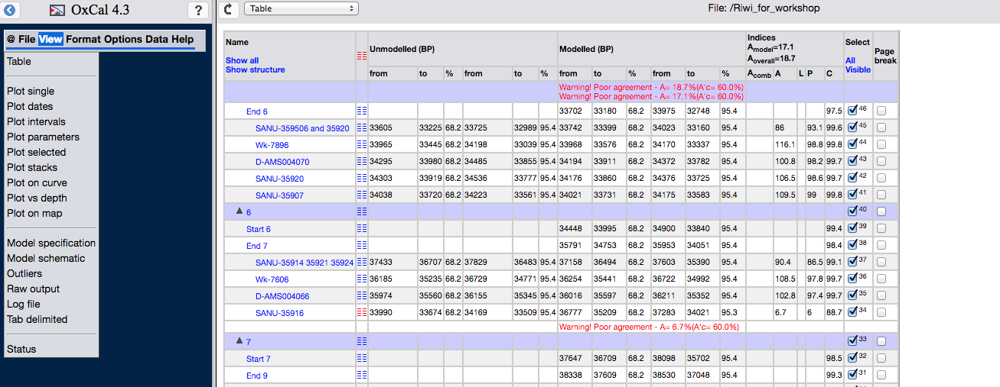 OxCal 4.3
?
Table
File: /Riwi_for_workshop
@ File View Format Options Data Help
Table
Plot single
Plot dates
Plot intervals
Plot parameters
Plot selected
Plot stacks
Plot on curve
Plot vs depth
Plot on map
Model specification
Model schematic
Outliers
Raw output
Log file
Tab delimited
Status
Name Unmodelled (BP) Modelled (BP) Indices Select Page break
Amodel=17.1
Aoverall=18.7
Show all All
Show structure Visible
from to % from to % from to % from to % Acomb A L P C
Warning! Poor agreement - A= 18.7%(A'c= 60.0%)
Warning! Poor agreement - A= 17.1%(A'c= 60.0%)
End 6 33702 33180 68.2 33975 32748 95.4 97.5 46
SANU-359506 and 35920 33605 33225 68.2 33725 32989 95.4 33742 33399 68.2 34023 33160 95.4 86 93.1 99.6 45
Wk-7896 33965 33445 68.2 34198 33039 95.4 33968 33576 68.2 34170 33337 95.4 116.1 98.8 99.8 44
D-AMS004070 34295 33980 68.2 34485 33855 95.4 34194 33911 68.2 34372 33782 95.4 100.8 98.2 99.7 43
SANU-35920 34303 33919 68.2 34536 33777 95.4 34176 33860 68.2 34376 33725 95.4 106.5 98.6 99.7 42
SANU-35907 34038 33720 68.2 34223 33561 95.4 34021 33731 68.2 34175 33583 95.4 109.5 99 99.8 41
6 40
Start 6 34448 33995 68.2 34900 33840 95.4 99.4 39
End 7 35791 34753 68.2 35953 34051 95.4 98.4 38
SANU-35914 35921 35924 37433 36707 68.2 37829 36483 95.4 37158 36494 68.2 37603 35390 95.4 90.4 86.5 99.1 37
Wk-7606 36185 35235 68.2 36729 34771 95.4 36254 35441 68.2 36722 34992 95.4 108.5 97.8 99.7 36
D-AMS004066 35974 35560 68.2 36155 35345 95.4 36016 35597 68.2 36211 35352 95.4 102.8 97.4 99.7 35
SANU-35916 33990 33674 68.2 34169 33509 95.4 36777 35209 68.2 37283 34021 95.3 6.7 6 88.7 34
Warning! Poor agreement - A= 6.7%(A'c= 60.0%)
7 33
Start 7 37647 36709 68.2 38098 35702 95.4 98.5 32
End 9 38338 37609 68.2 38530 37048 95.4 99.3 31